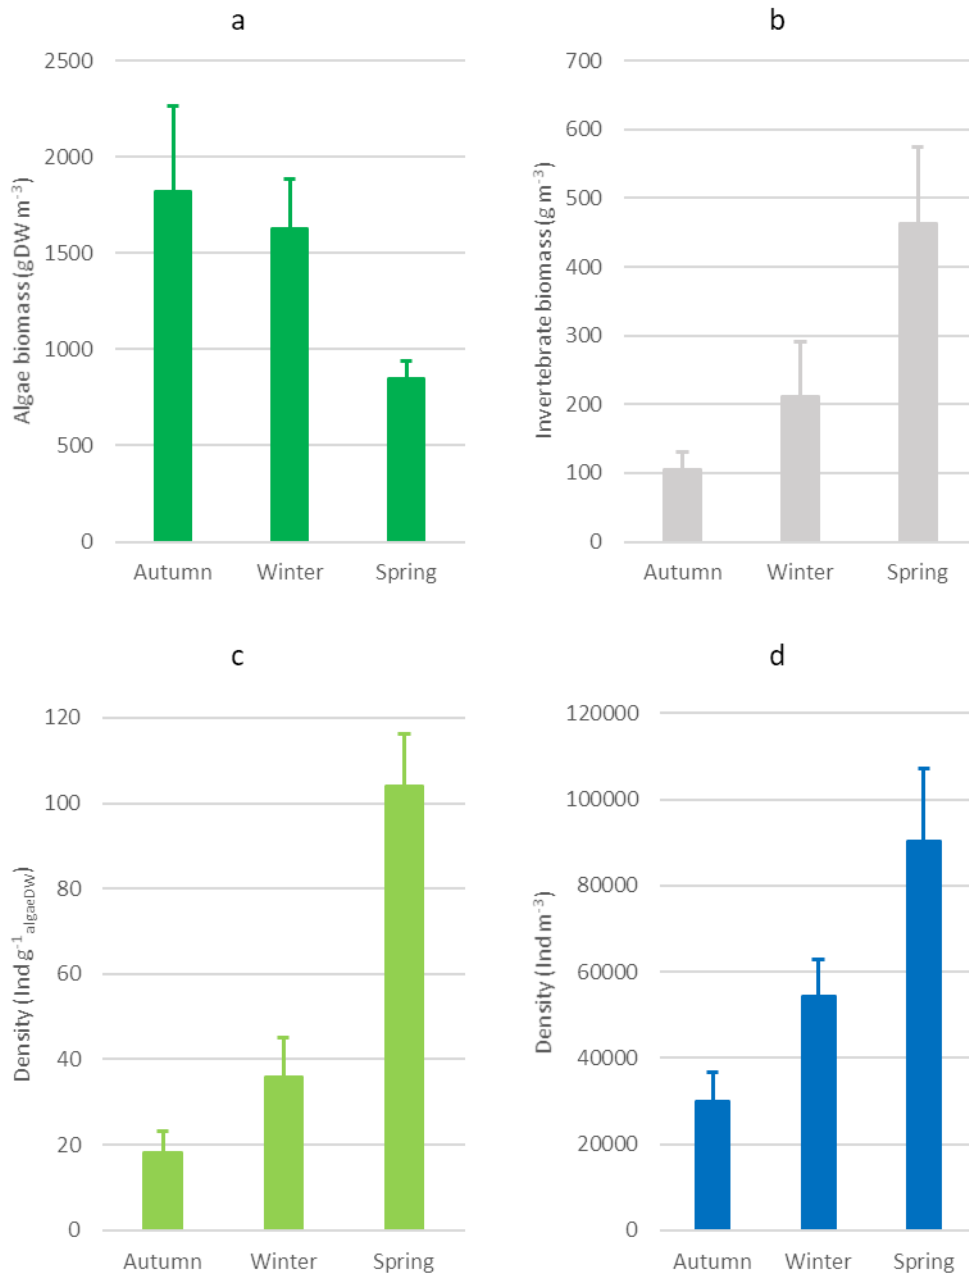 a
Algae biomass (gDW m⁻³)
2500
2000
1500
1000
500
0
Autumn Winter Spring
b
Invertebrate biomass (g m⁻³)
700
600
500
400
300
200
100
0
Autumn Winter Spring
c
Density (Ind g⁻¹ algaeDW)
120
100
80
60
40
20
0
Autumn Winter Spring
d
Density (Ind m⁻³)
120000
100000
80000
60000
40000
20000
0
Autumn Winter Spring